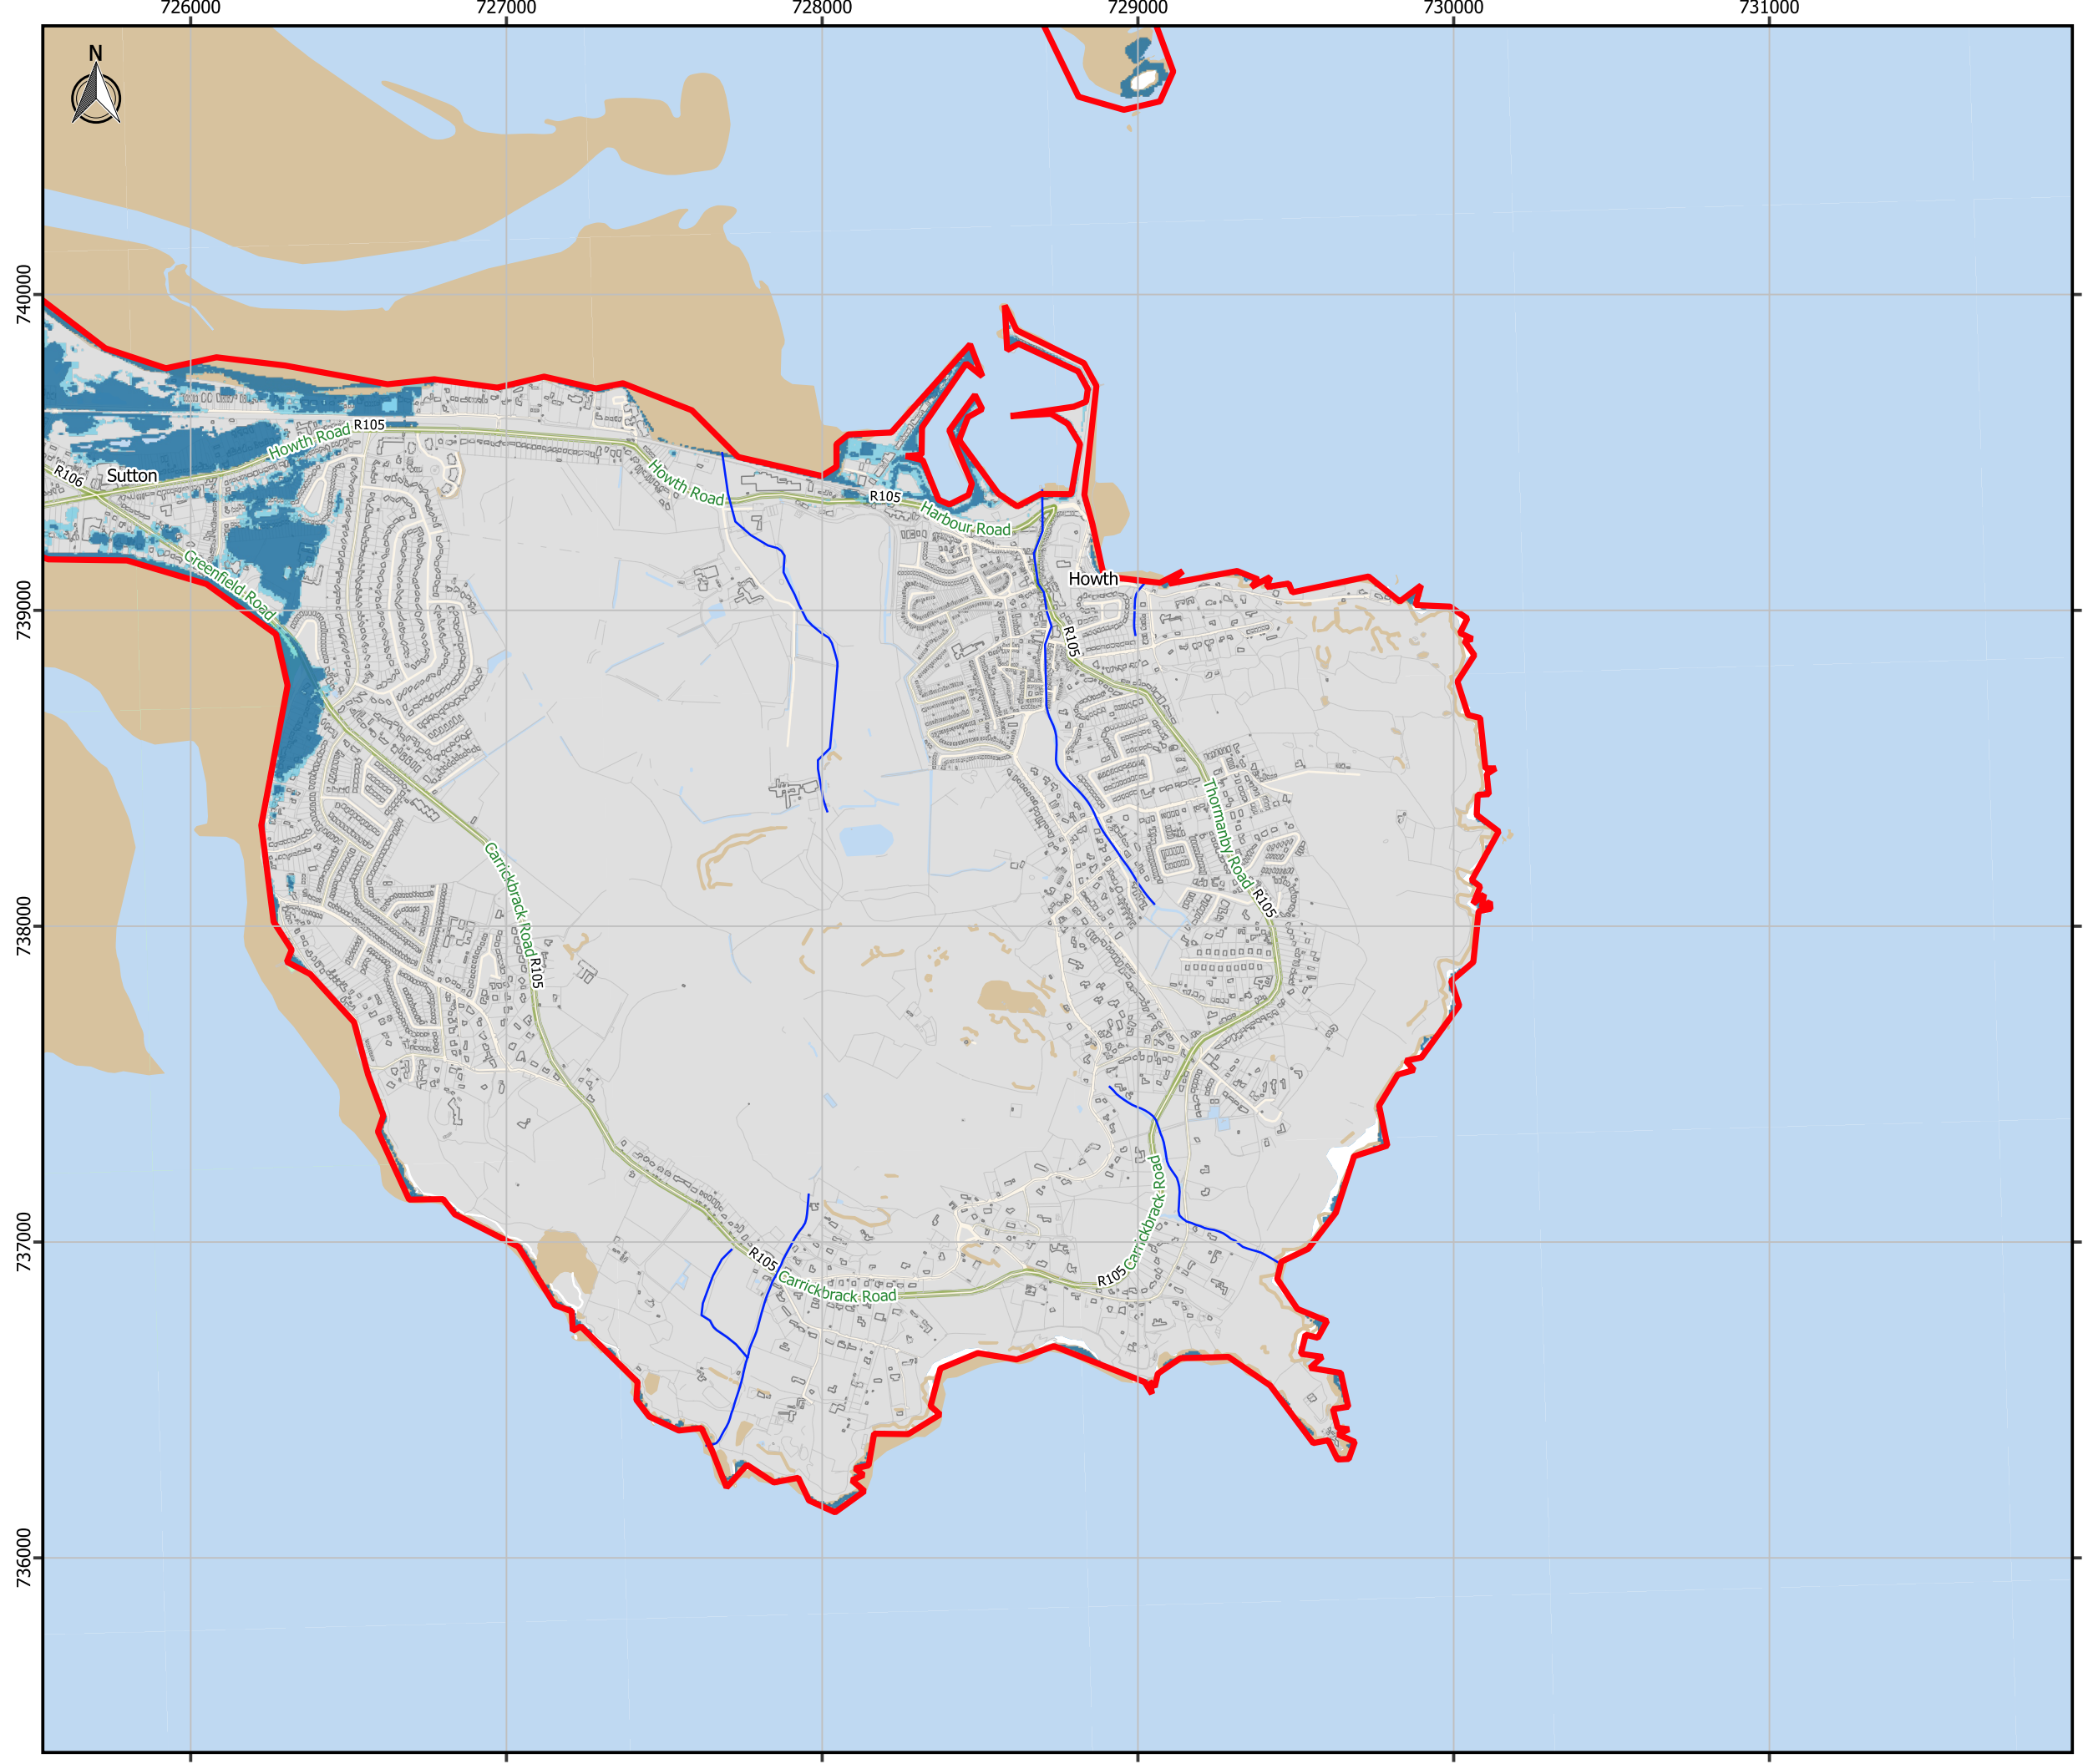 726000
727000
728000
729000
730000
731000
N
740000
739000
738000
737000
736000
Howth Road
R105
R106
Sutton
Howth Road
R105
Harbour Road
Greenfield Road
Howth
R105
Thormanby Road
R105
Carrickbrack Road
R105
Carrickbrack Road
R105
R105
Carrickbrack Road